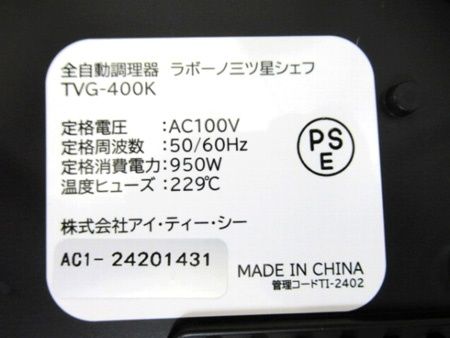 全自動調理器 ラボーノ三ツ星シェフ
TVG-400K
定格電圧 :AC100V
定格周波数 :50/60Hz
定格消費電力:950W
温度ヒューズ :229℃
PS
E
株式会社アイ・ティー・シー
AC1- 24201431
MADE IN CHINA
管理コードTI-2402